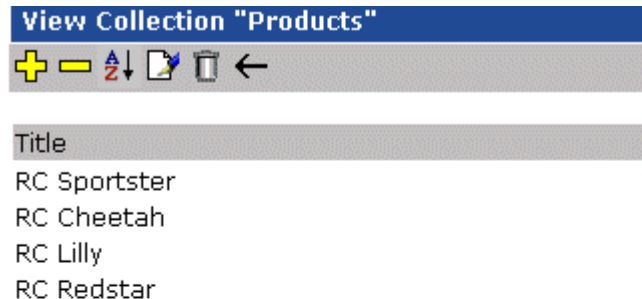 View Collection "Products"
Title
RC Sportster
RC Cheetah
RC Lilly
RC Redstar